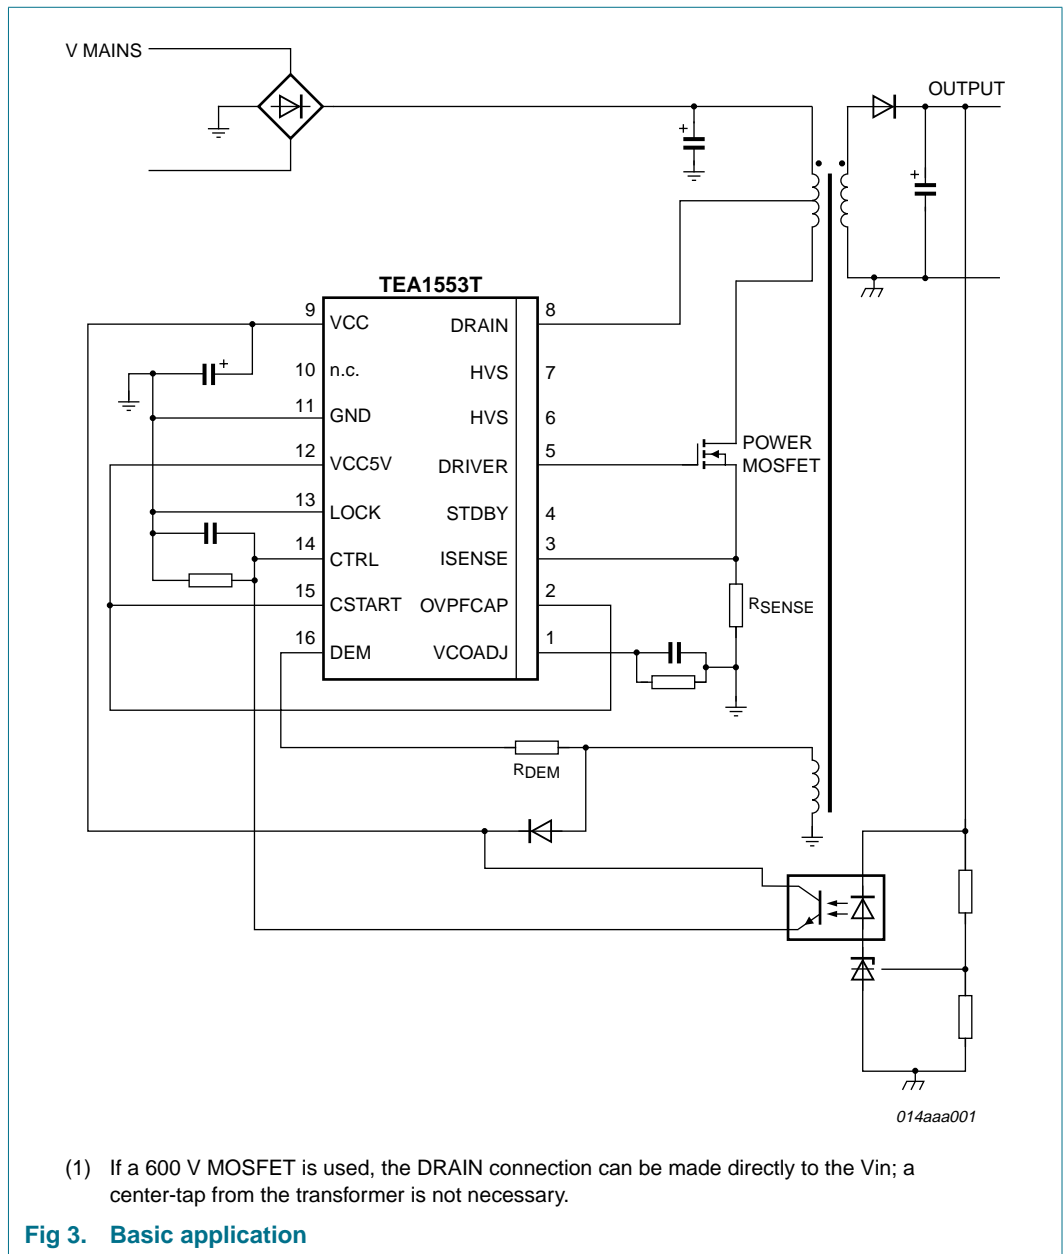 V MAINS
OUTPUT
TEA1553T
9 VCC DRAIN 8
10 n.c. HVS 7
11 GND HVS 6
12 VCC5V DRIVER 5
13 LOCK STDBY 4
14 CTRL ISENSE 3
15 CSTART OVPFCAP 2
16 DEM VCOADJ 1
POWER
MOSFET
RSENSE
RDEM
+
+
+
014aaa001
(1) If a 600 V MOSFET is used, the DRAIN connection can be made directly to the Vin; a
center-tap from the transformer is not necessary.
Fig 3. Basic application